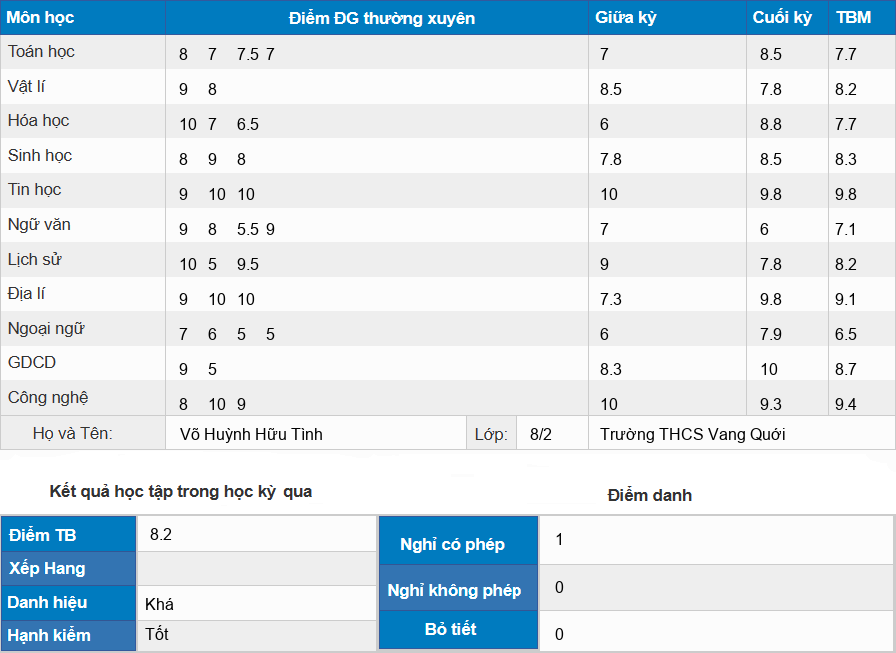 Môn học Điểm ĐG thường xuyên Giữa kỳ Cuối kỳ TBM
Toán học 8 7 7.5 7 7 8.5 7.7
Vật lí 9 8 8.5 7.8 8.2
Hóa học 10 7 6.5 6 8.8 7.7
Sinh học 8 9 8 7.8 8.5 8.3
Tin học 9 10 10 10 9.8 9.8
Ngữ văn 9 8 5.5 9 7 6 7.1
Lịch sử 10 5 9.5 9 7.8 8.2
Địa lí 9 10 10 7.3 9.8 9.1
Ngoại ngữ 7 6 5 5 6 7.9 6.5
GDCD 9 5 8.3 10 8.7
Công nghệ 8 10 9 10 9.3 9.4
Họ và Tên: Võ Huỳnh Hữu Tình Lớp: 8/2 Trường THCS Vang Quới
Kết quả học tập trong học kỳ qua
Điểm TB 8.2
Xếp Hang
Danh hiệu Khá
Hạnh kiểm Tốt
Điểm danh
Nghỉ có phép 1
Nghỉ không phép 0
Bỏ tiết 0